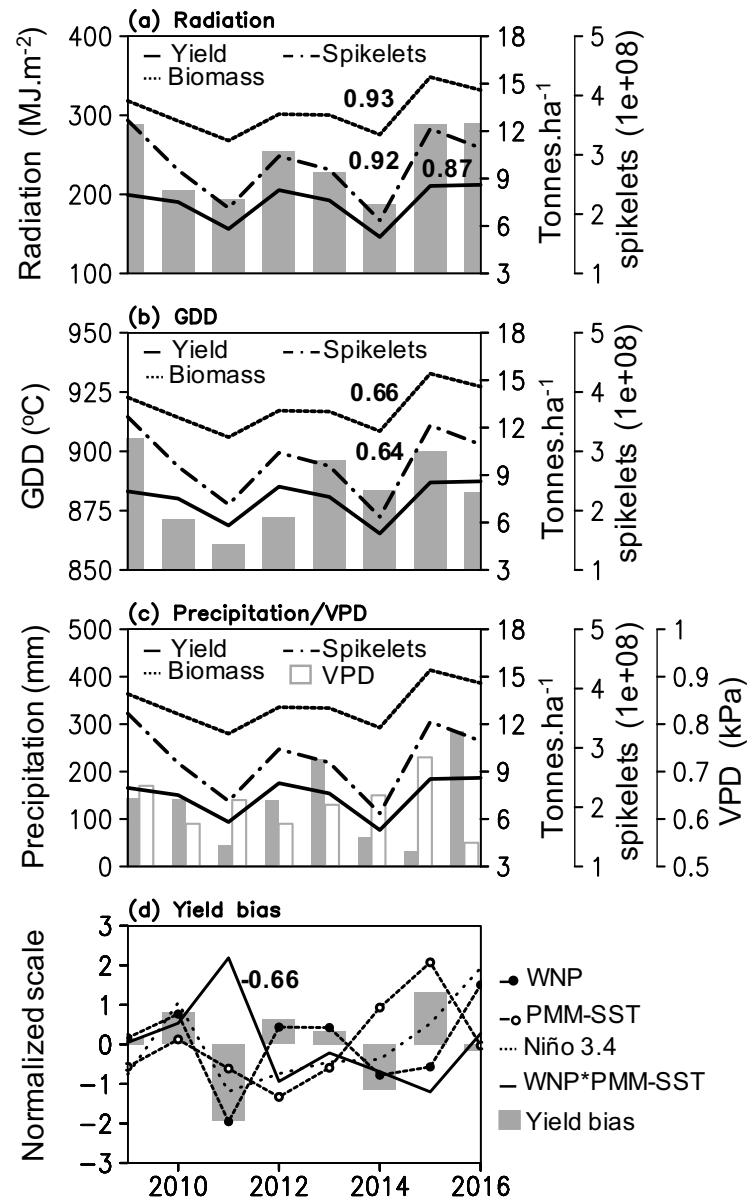 (a) Radiation
Yield
Spikelets
Biomass
400
300
200
100
Radiation (MJ.m-2)
0.93
0.92
0.87
18
15
12
9
6
3
Tonnes.ha-1
5
4
3
2
1
spikelets (1e+08)
(b) GDD
Yield
Spikelets
Biomass
950
925
900
875
850
GDD (ºC)
0.66
0.64
18
15
12
9
6
3
Tonnes.ha-1
5
4
3
2
1
spikelets (1e+08)
(c) Precipitation/VPD
Yield
Spikelets
Biomass
VPD
500
400
300
200
100
0
Precipitation (mm)
18
15
12
9
6
3
Tonnes.ha-1
5
4
3
2
1
spikelets (1e+08)
1
0.9
0.8
0.7
0.6
0.5
VPD (kPa)
(d) Yield bias
3
2
1
0
−1
−2
−3
Normalized scale
-0.66
WNP
PMM-SST
Niño 3.4
WNP*PMM-SST
Yield bias
2010
2012
2014
2016